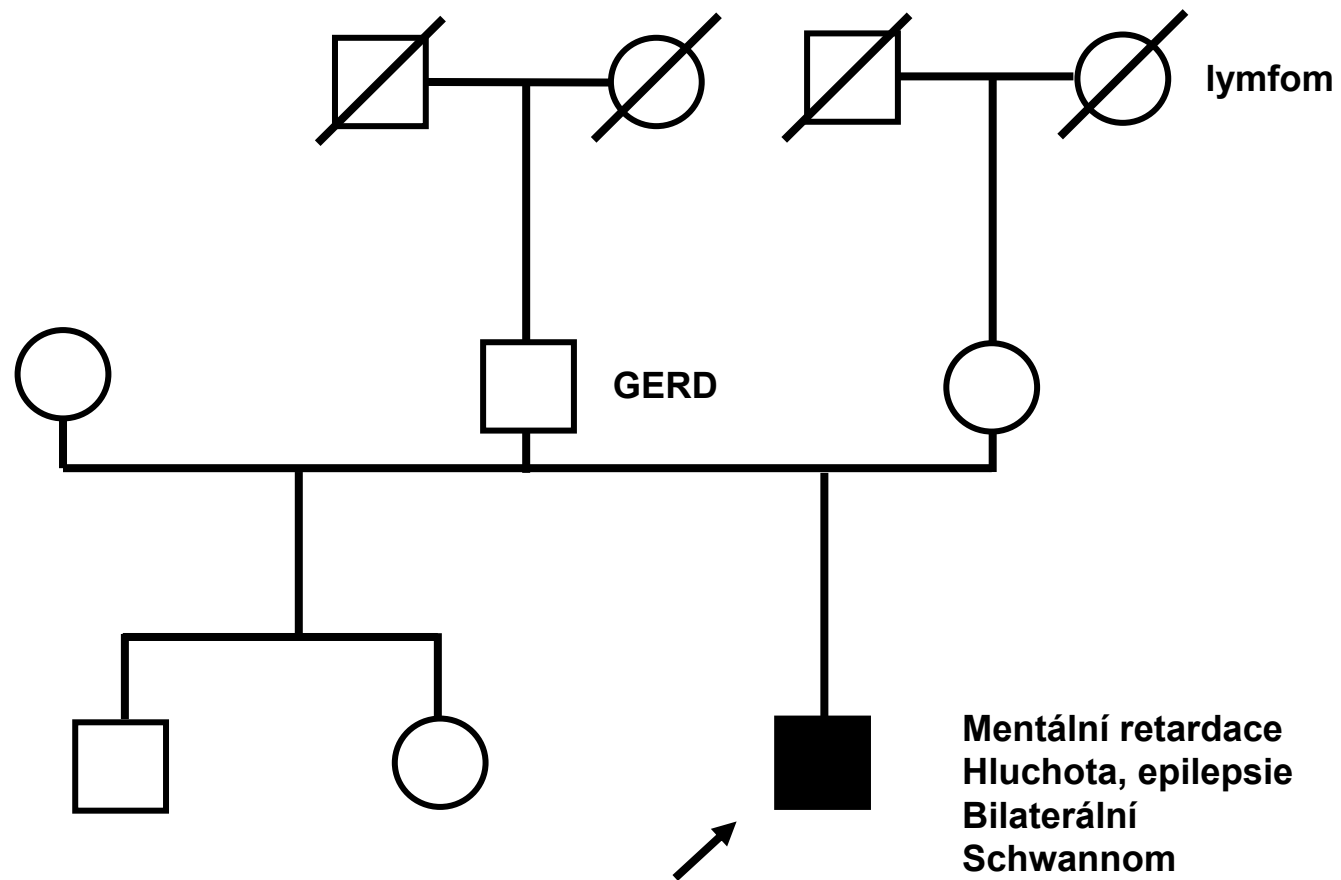 lymfom
GERD
Mentální retardace
Hluchota, epilepsie
Bilaterální
Schwannom